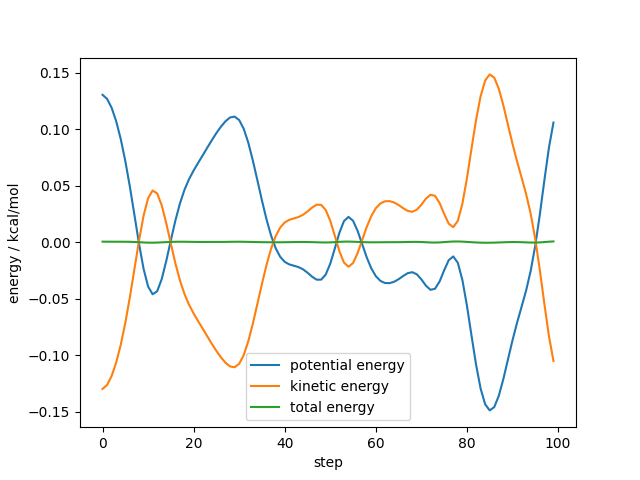 0.15
0.10
0.05
0.00
−0.05
−0.10
−0.15
energy / kcal/mol
potential energy
kinetic energy
total energy
0 20 40 60 80 100
step